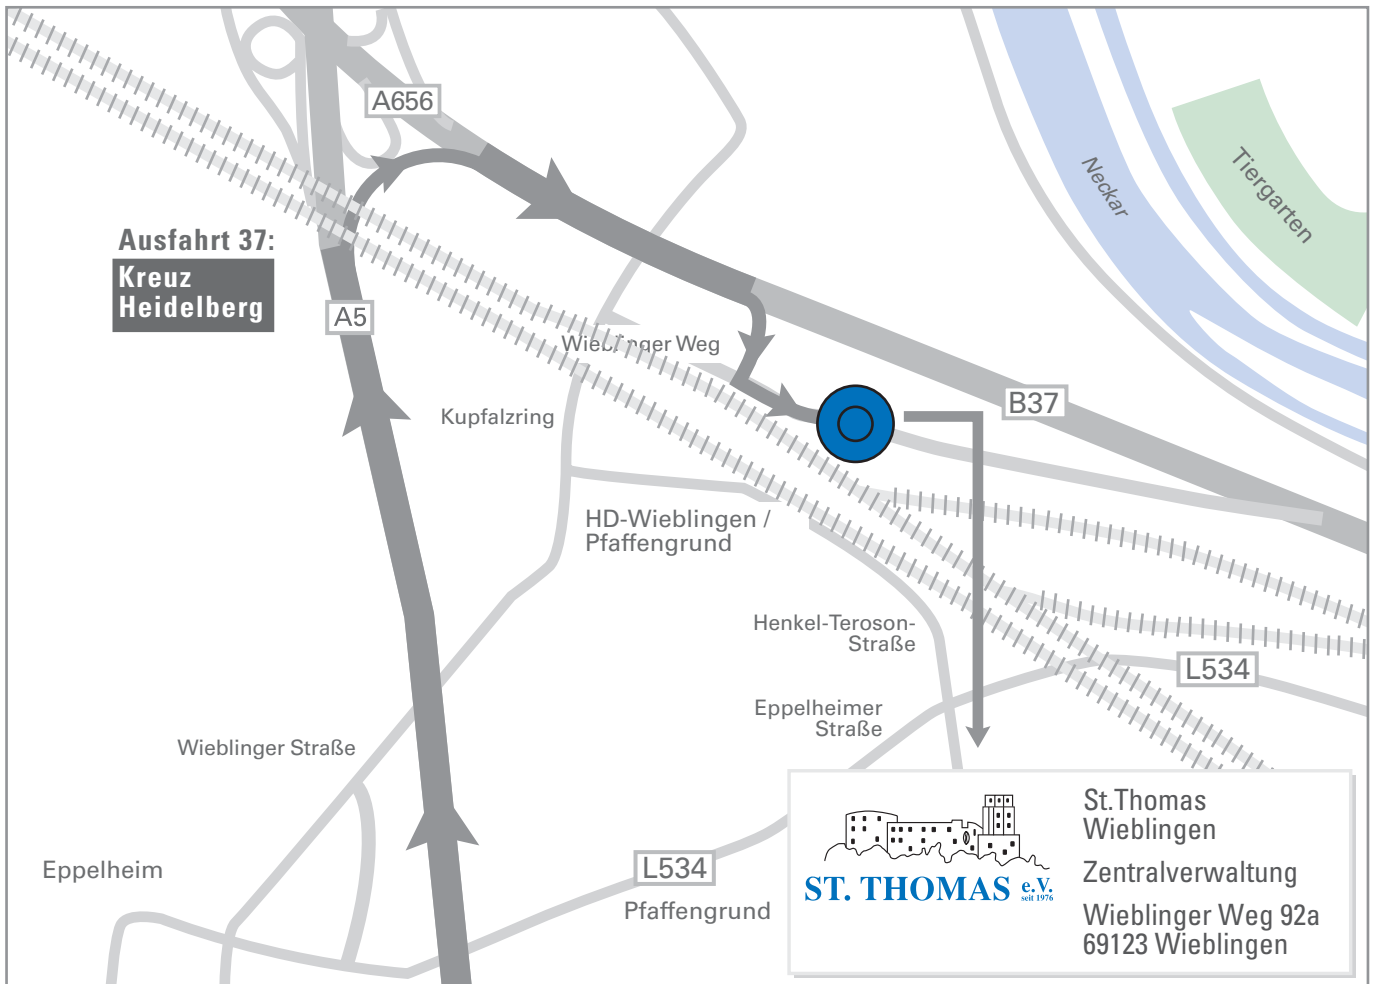 A656
Neckar
Tiergarten
Ausfahrt 37:
Kreuz
Heidelberg
A5
Wieblinger Weg
B37
Kupfalzring
HD-Wieblingen /
Pfaffengrund
Henkel-Teroson-
Straße
L534
Eppelheimer
Straße
Wieblinger Straße
Eppelheim
L534
Pfaffengrund
ST. THOMAS e.V.
seit 1976
St.Thomas
Wieblingen
Zentralverwaltung
Wieblinger Weg 92a
69123 Wieblingen